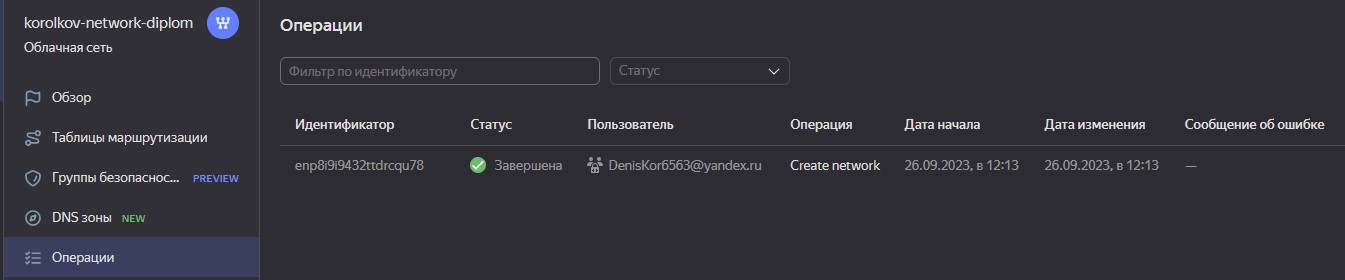 korolkov-network-diplom
Облачная сеть
Обзор
Таблицы маршрутизации
Группы безопаснос... PREVIEW
DNS зоны NEW
Операции
Операции
Фильтр по идентификатору Статус
Идентификатор Статус Пользователь Операция Дата начала Дата изменения Сообщение об ошибке
enp8i9i9432ttdrcqu78 Завершена DenisKor6563@yandex.ru Create network 26.09.2023, в 12:13 26.09.2023, в 12:13 —